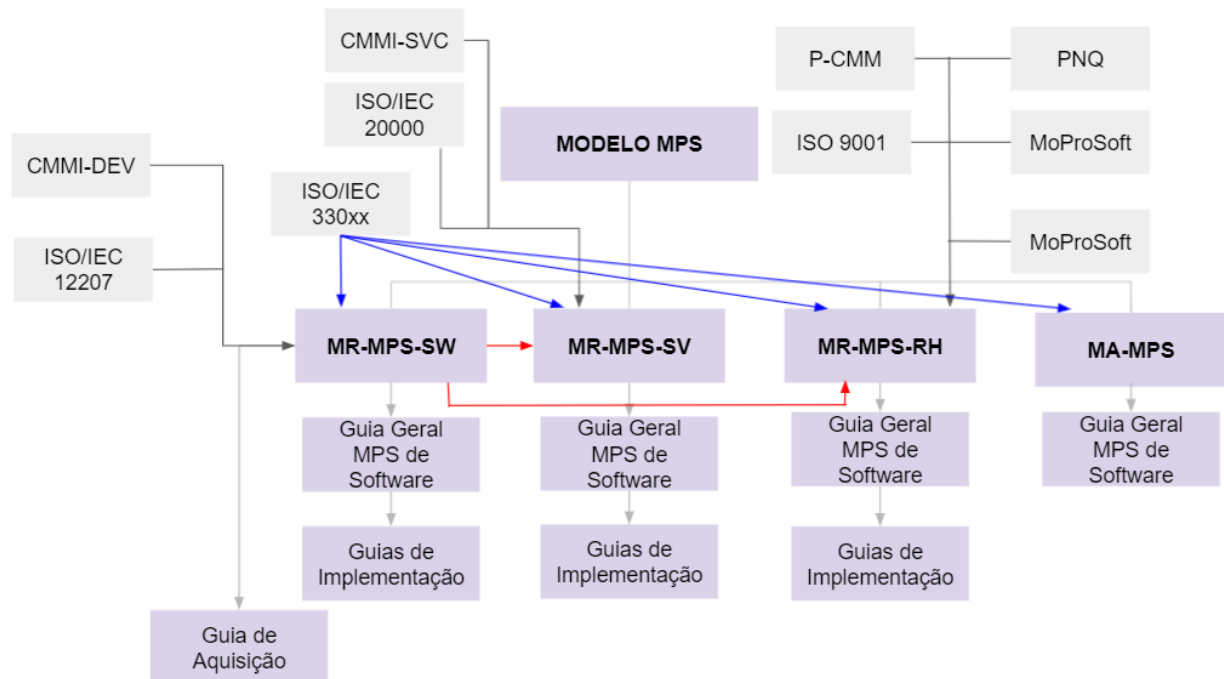 CMMI-SVC
P-CMM
PNQ
ISO/IEC
20000
MODELO MPS
ISO 9001
MoProSoft
CMMI-DEV
ISO/IEC
330xx
MoProSoft
ISO/IEC
12207
MR-MPS-SW
MR-MPS-SV
MR-MPS-RH
MA-MPS
Guia Geral
MPS de
Software
Guia Geral
MPS de
Software
Guia Geral
MPS de
Software
Guia Geral
MPS de
Software
Guias de
Implementação
Guias de
Implementação
Guias de
Implementação
Guia de
Aquisição